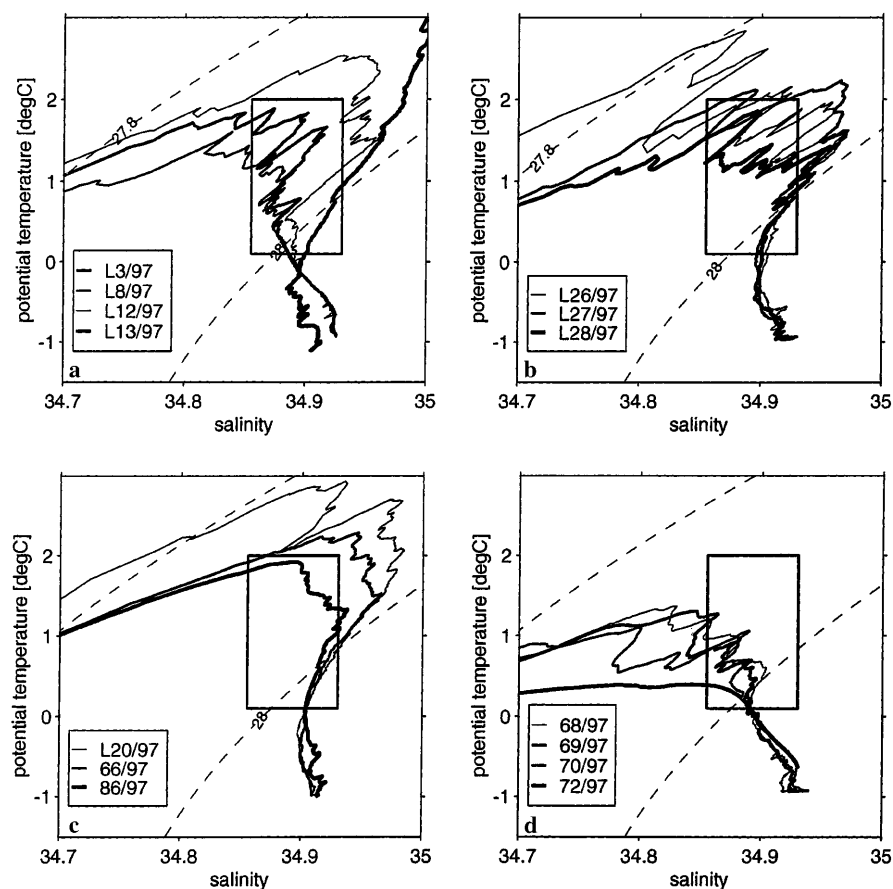 3
2
1
0
-1
potential temperature [degC]
27.8
28
L3/97
L8/97
L12/97
L13/97
a
34.7
34.8
34.9
35
salinity
3
2
1
0
-1
potential temperature [degC]
27.8
28
L26/97
L27/97
L28/97
b
34.7
34.8
34.9
35
salinity
2
1
0
-1
potential temperature [degC]
28
L20/97
66/97
86/97
c
34.7
34.8
34.9
35
salinity
2
1
0
-1
potential temperature [degC]
68/97
69/97
70/97
72/97
d
34.7
34.8
34.9
35
salinity